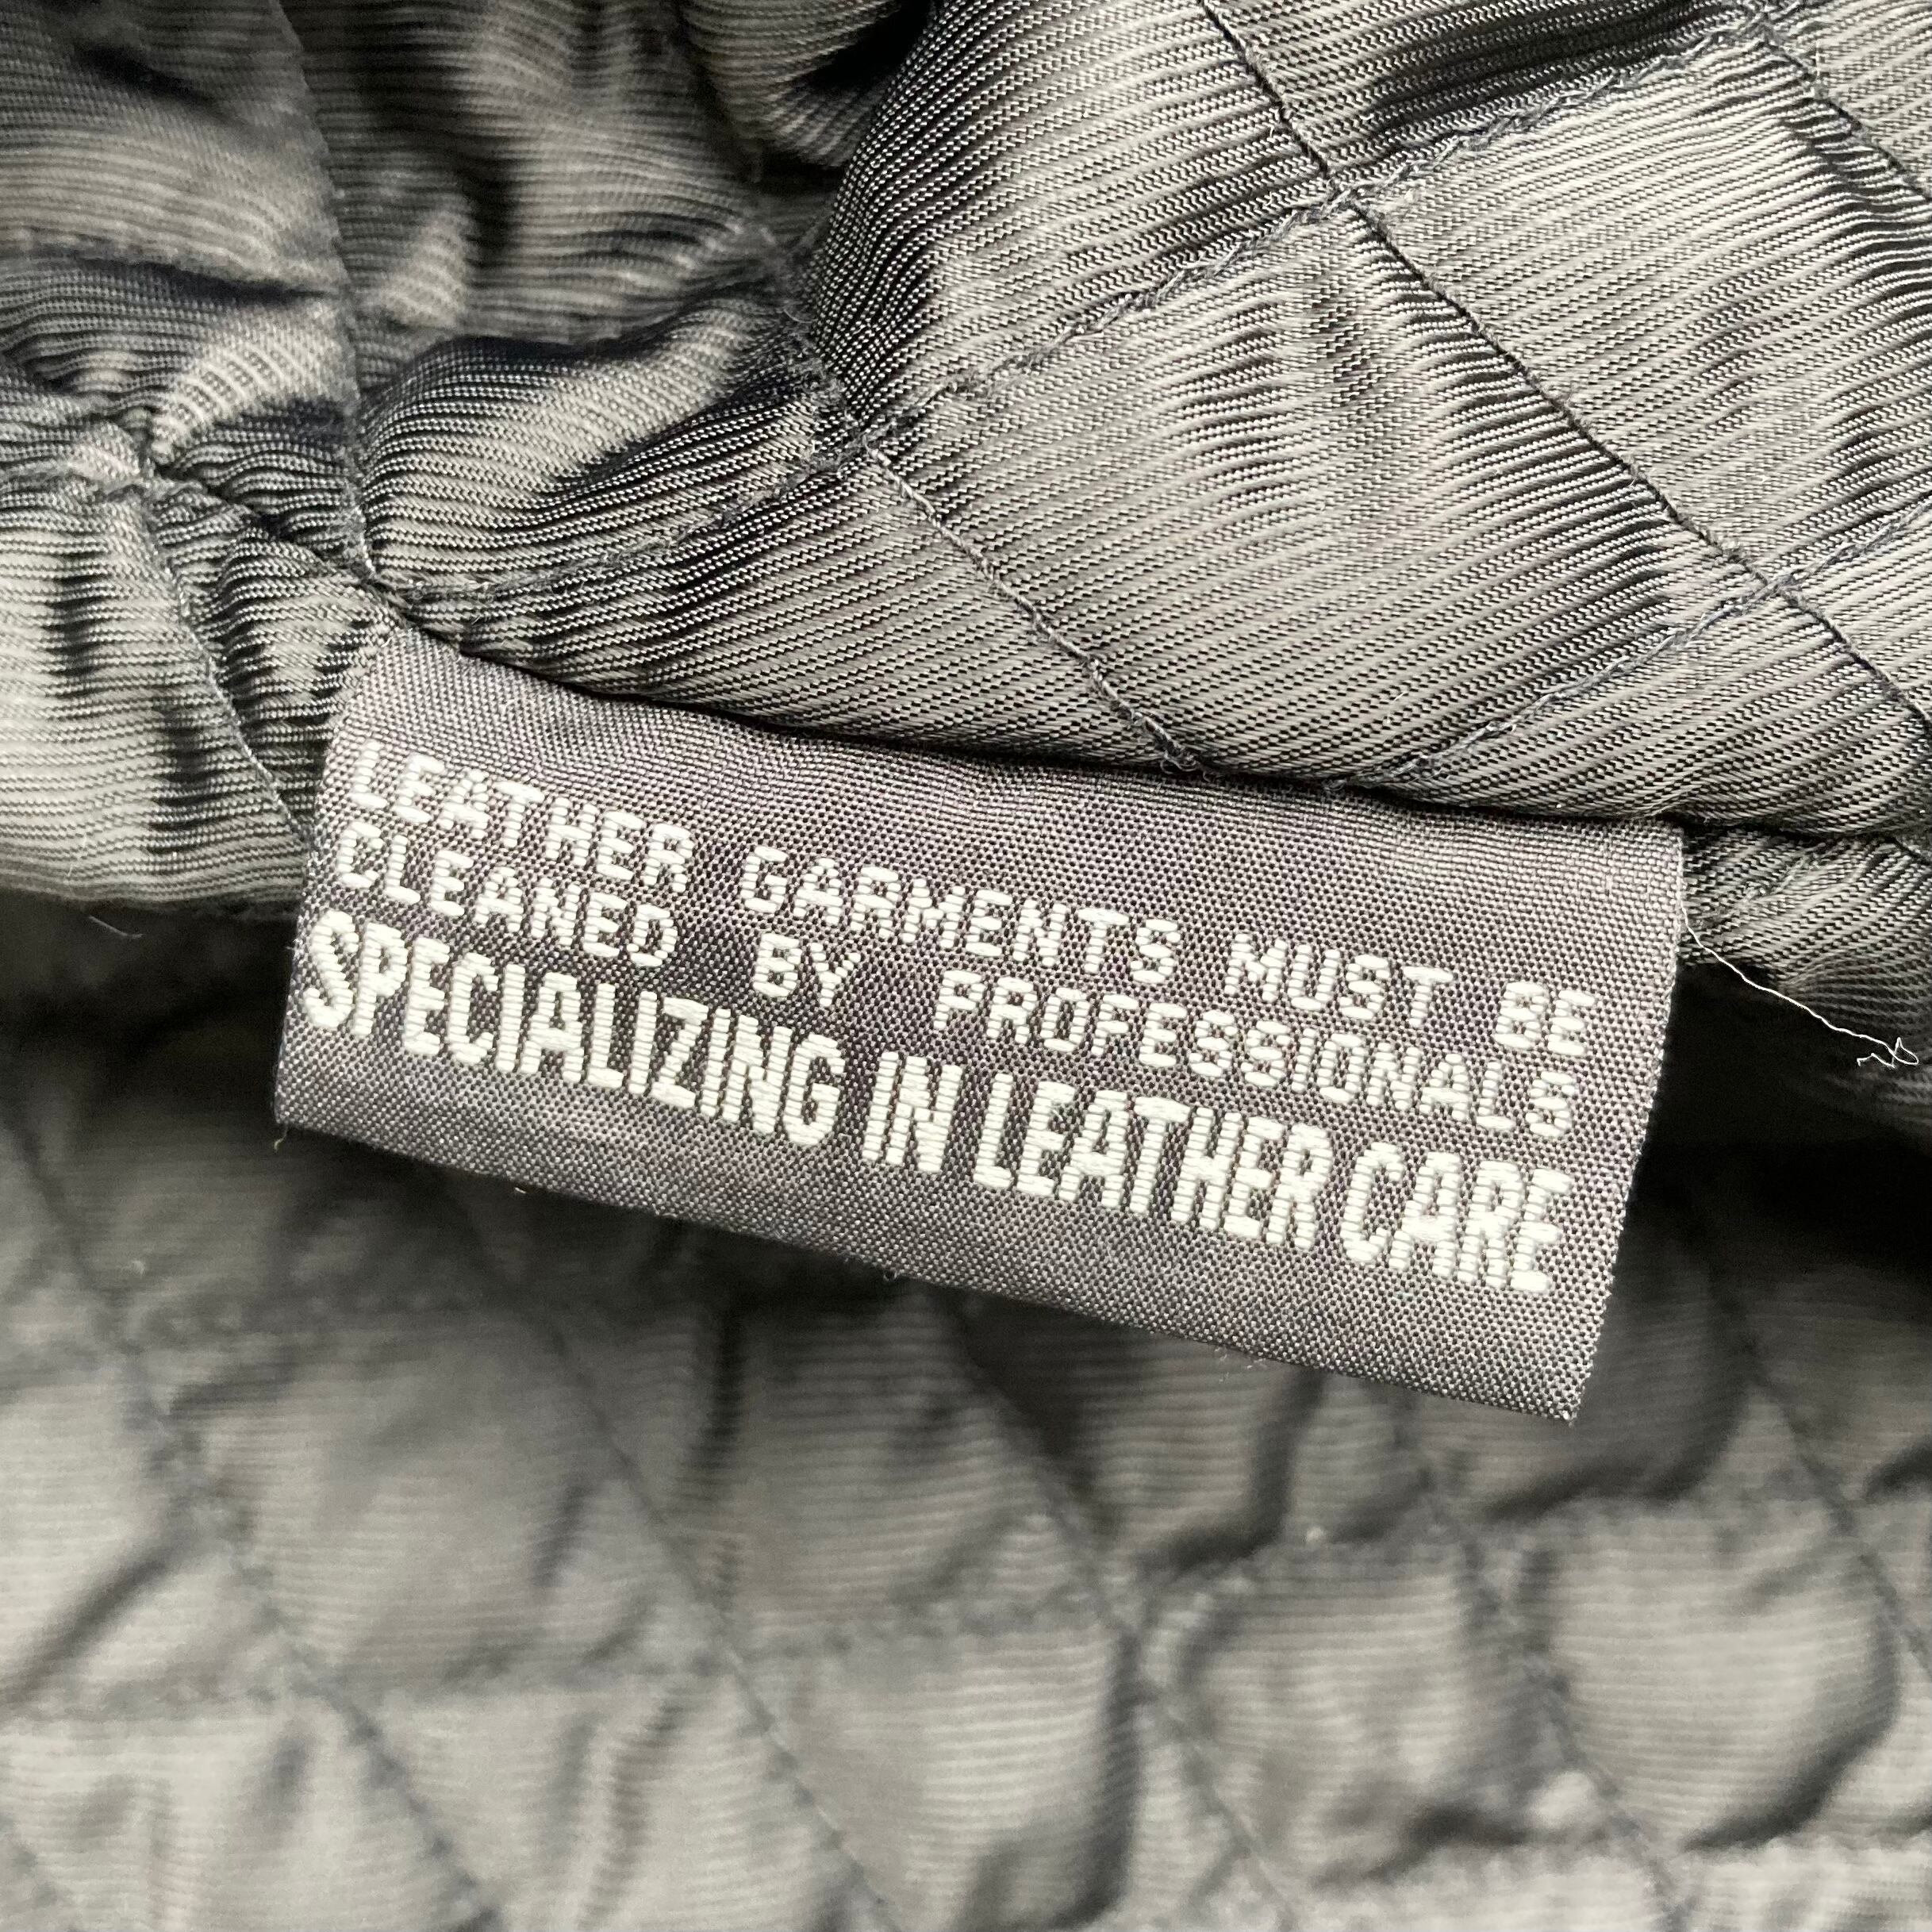 LEATHER GARMENTS MUST BE
CLEANED BY PROFESSIONALS
SPECIALIZING IN LEATHER CARE